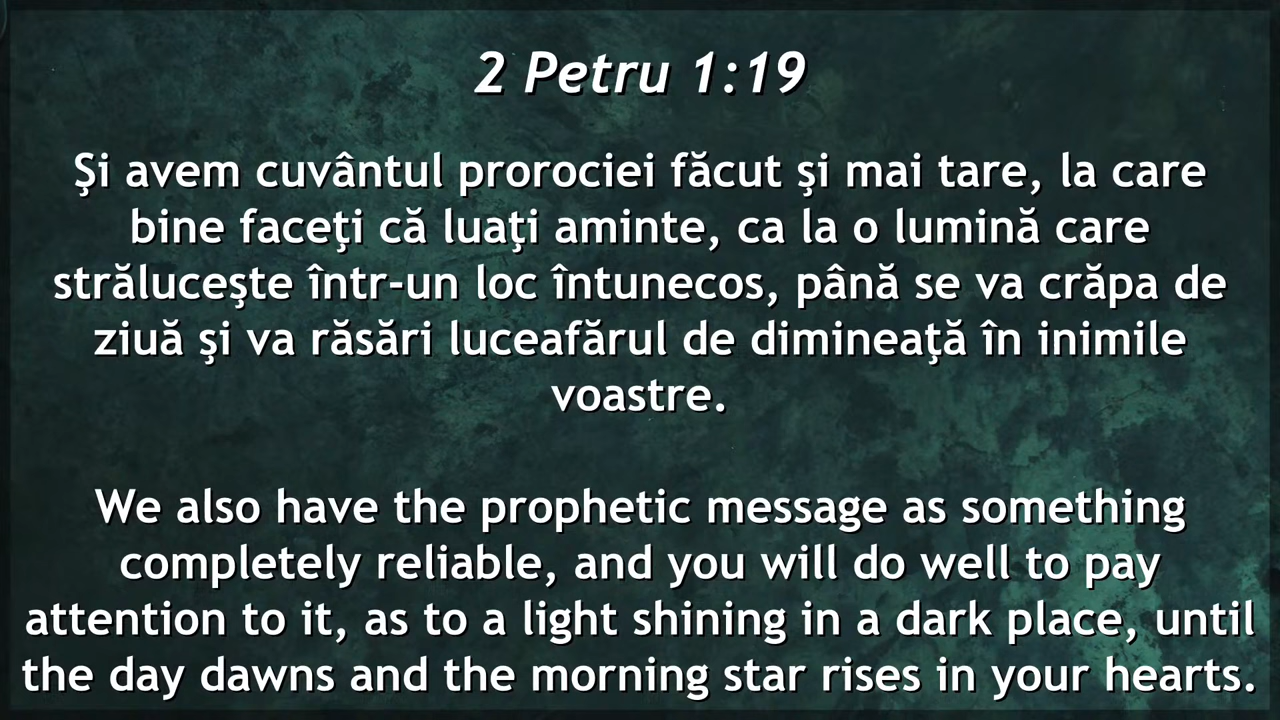 2 Petru 1:19
Şi avem cuvântul prorociei făcut şi mai tare, la care
bine faceţi că luaţi aminte, ca la o lumină care
străluceşte într-un loc întunecos, până se va crăpa de
ziuă şi va răsări luceafărul de dimineaţă în inimile
voastre.
We also have the prophetic message as something
completely reliable, and you will do well to pay
attention to it, as to a light shining in a dark place, until
the day dawns and the morning star rises in your hearts.